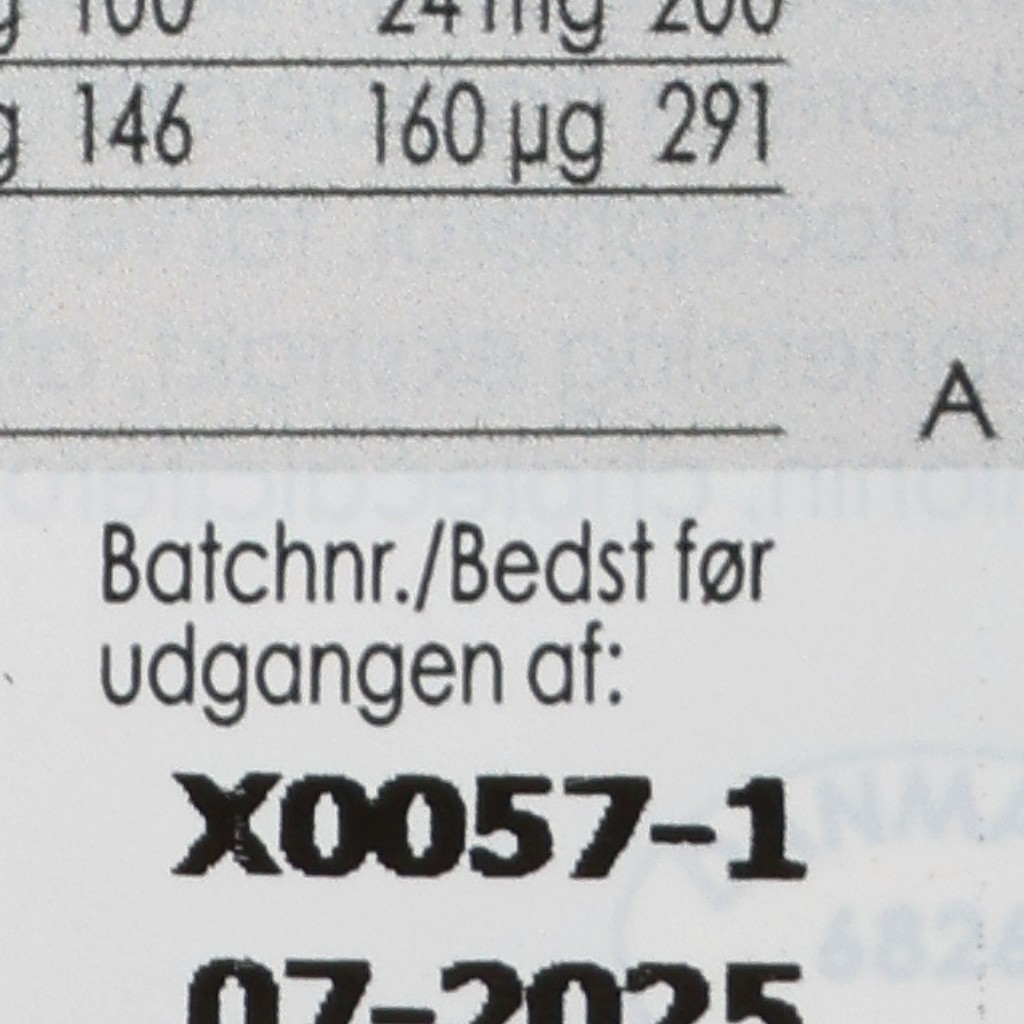 100 24 mg 200
g 146 160 µg 291
A
Batchnr./Bedst før
udgangen af:
X0057-1
07-2025